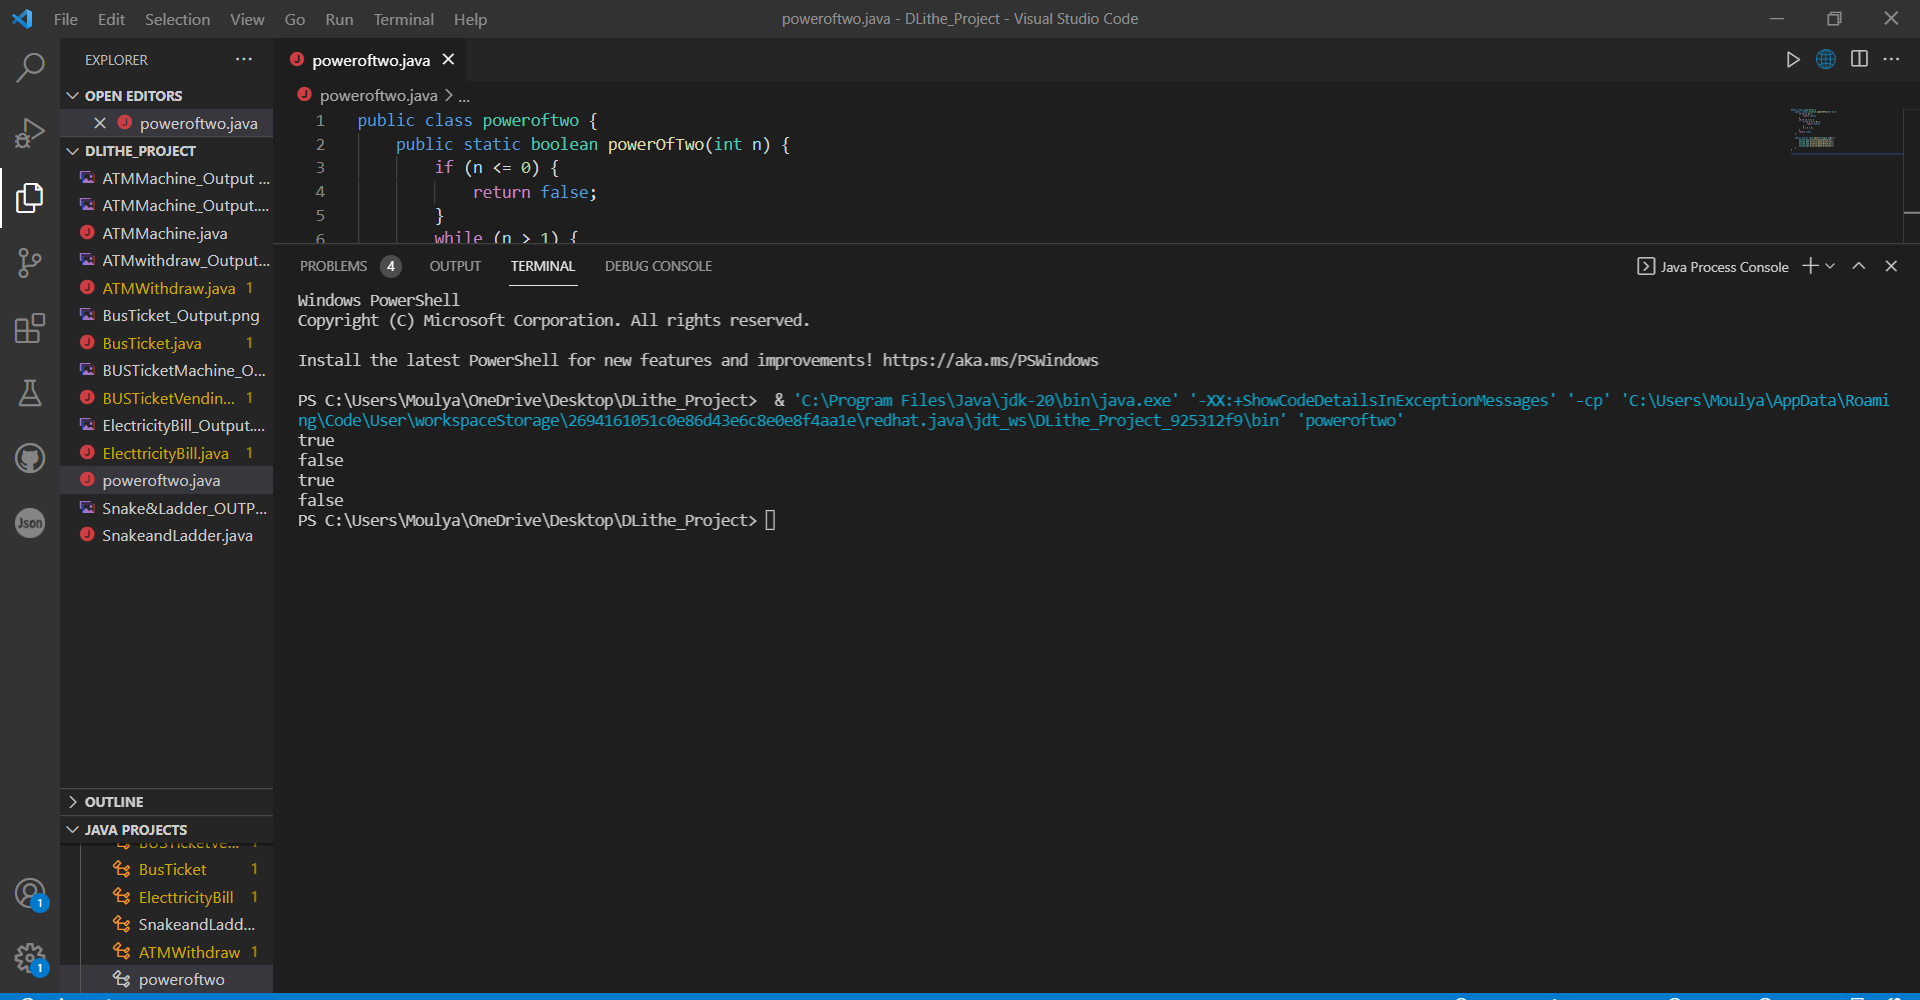 File Edit Selection View Go Run Terminal Help
poweroftwo.java - DLithe_Project - Visual Studio Code
EXPLORER
OPEN EDITORS
poweroftwo.java
DLITHE_PROJECT
ATMMachine_Output ...
ATMMachine_Output....
ATMMachine.java
ATMwithdraw_Output...
ATMWithdraw.java 1
BusTicket_Output.png
BusTicket.java 1
BUSTicketMachine_O...
BUSTicketVendin... 1
ElectricityBill_Output....
ElecttricityBill.java 1
poweroftwo.java
Snake&Ladder_OUTP...
SnakeandLadder.java
OUTLINE
JAVA PROJECTS
BUSTicketVe... 1
BusTicket 1
ElecttricityBill 1
SnakeandLadd...
ATMWithdraw 1
poweroftwo
Json
1
1
poweroftwo.java
poweroftwo.java > ...
1 public class poweroftwo {
2 public static boolean powerOfTwo(int n) {
3 if (n <= 0) {
4 return false;
5 }
6 while (n > 1) {
PROBLEMS 4 OUTPUT TERMINAL DEBUG CONSOLE
Java Process Console
Windows PowerShell
Copyright (C) Microsoft Corporation. All rights reserved.
Install the latest PowerShell for new features and improvements! https://aka.ms/PSWindows
PS C:\Users\Moulya\OneDrive\Desktop\DLithe_Project>  & 'C:\Program Files\Java\jdk-20\bin\java.exe' '-XX:+ShowCodeDetailsInExceptionMessages' '-cp' 'C:\Users\Moulya\AppData\Roami
ng\Code\User\workspaceStorage\2694161051c0e86d43e6c8e0e8f4aa1e\redhat.java\jdt_ws\DLithe_Project_925312f9\bin' 'poweroftwo'
true
false
true
false
PS C:\Users\Moulya\OneDrive\Desktop\DLithe_Project>